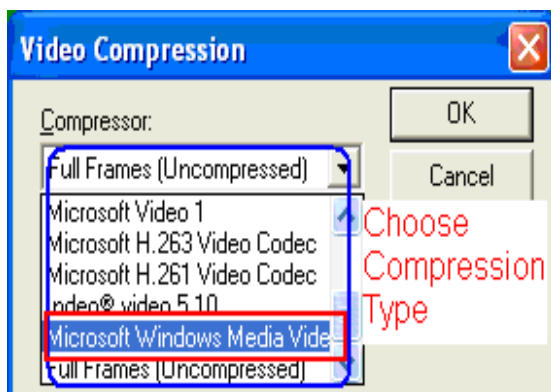 Video Compression
Compressor:
OK
Full Frames (Uncompressed)
Cancel
Microsoft Video 1
Microsoft H.263 Video Codec
Microsoft H.261 Video Codec
Indeo® video 5.10
Microsoft Windows Media Vide
Full Frames (Uncompressed)
Choose
Compression
Type